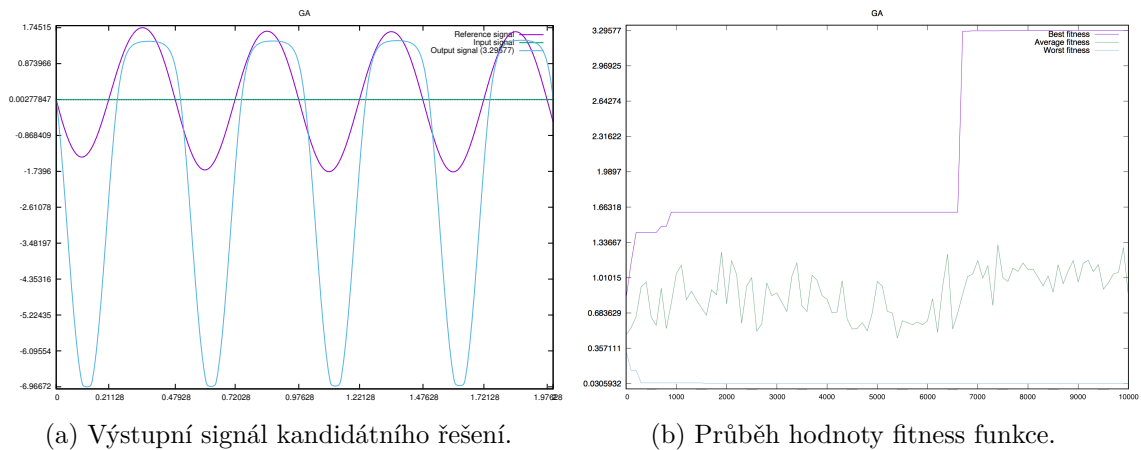 GA
1.74515
0.873966
0.00277847
-0.868409
-1.7396
-2.61078
-3.48197
-4.35316
-5.22435
-6.09554
-6.96672
Reference signal
Input signal
Output signal (3.29577)
0 0.21128 0.47928 0.72028 0.97628 1.22128 1.47628 1.72128
(a) Výstupní signál kandidátního řešení.
GA
3.29577
2.96925
2.64274
2.31622
1.9897
1.66318
1.33667
1.01015
0.683629
0.357111
0.0305932
Best fitness
Average fitness
Worst fitness
0 1000 2000 3000 4000 5000 6000 7000 8000 9000 10000
(b) Průběh hodnoty fitness funkce.